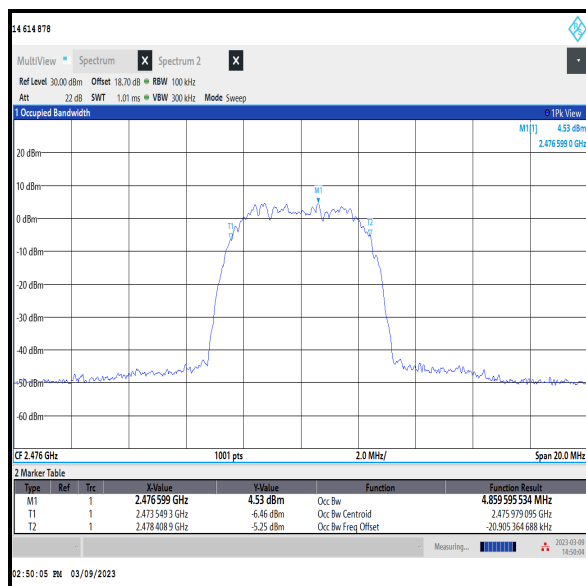 14 614 878
MultiView Spectrum X Spectrum 2 X
Ref Level 30.00 dBm Offset 18.70 dB RBW 100 kHz
Att 22 dB SWT 1.01 ms VBW 300 kHz Mode Sweep
1 Occupied Bandwidth 1Pk View
M1[1] 4.53 dBm
2.476 599 0 GHz
20 dBm
10 dBm
M1
0 dBm
T1 T2
-10 dBm
-20 dBm
-30 dBm
-40 dBm
-50 dBm
-60 dBm
CF 2.476 GHz 1001 pts 2.0 MHz/ Span 20.0 MHz
2 Marker Table
Type Ref Trc X-Value Y-Value Function Function Result
M1 1 2.476 599 GHz 4.53 dBm Occ Bw 4.859 595 534 MHz
T1 1 2.473 549 3 GHz -6.46 dBm Occ Bw Centroid 2.475 979 095 GHz
T2 1 2.478 408 9 GHz -5.25 dBm Occ Bw Freq Offset -20.905 364 688 kHz
Measuring... 2023-03-09
14:50:04
02:50:05 PM 03/09/2023